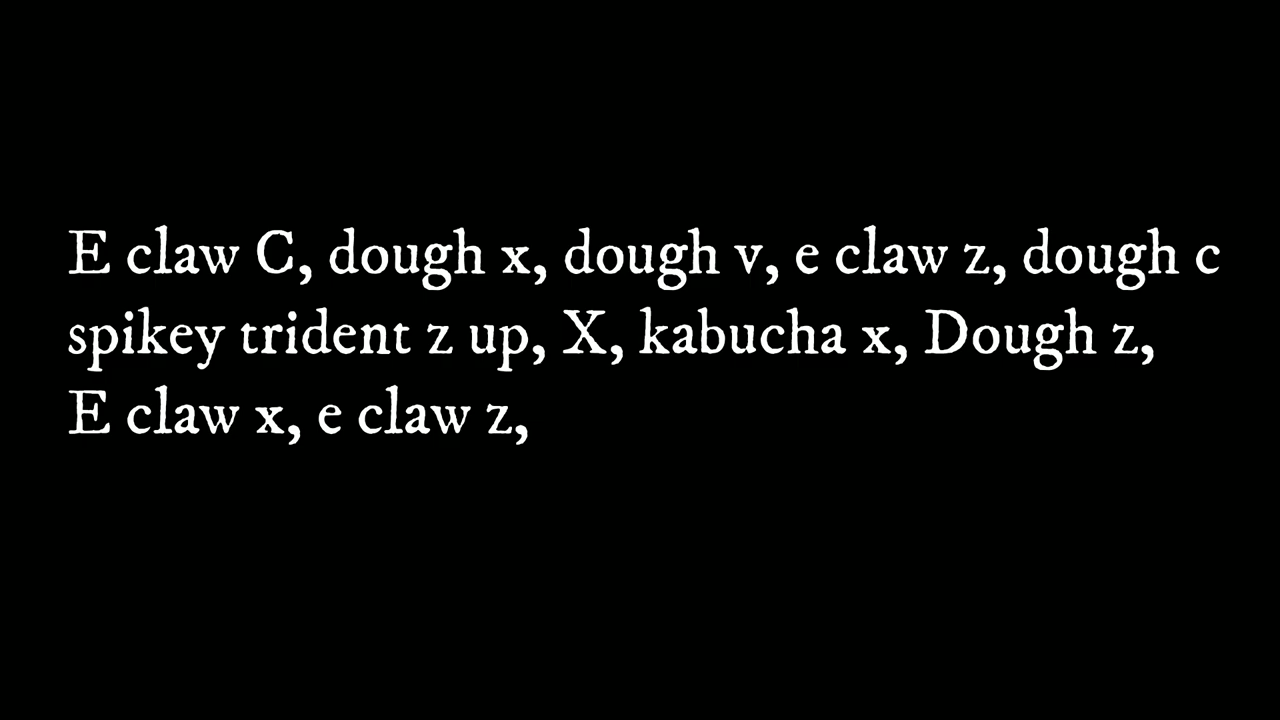 E claw C, dough x, dough v, e claw z, dough c
spikey trident z up, X, kabucha x, Dough z,
E claw x, e claw z,